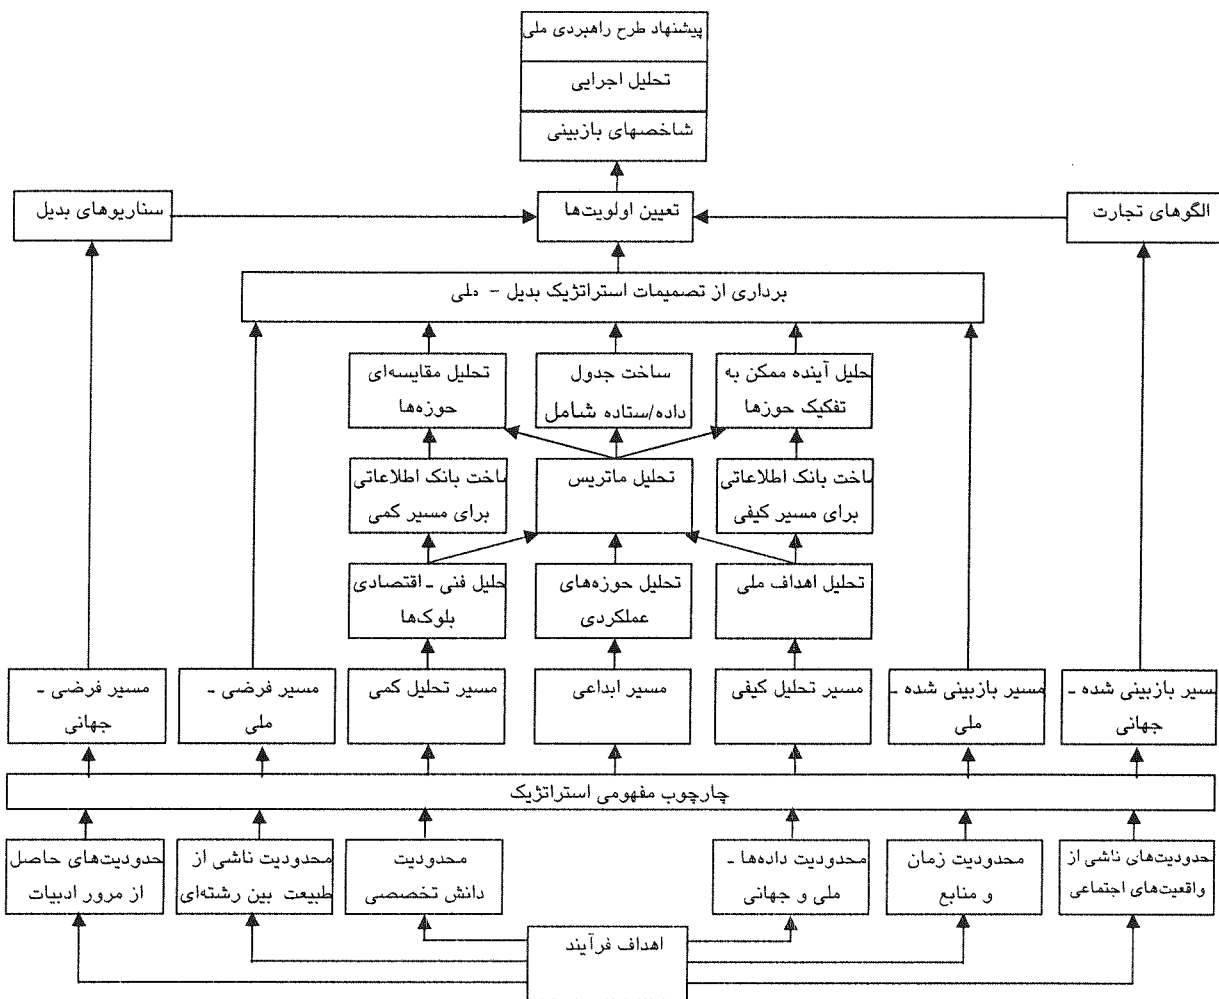 پیشنهاد طرح راهبردی ملی
تحلیل اجرایی
شاخصهای بازبینی
الگوهای تجارت
تعیین اولویت‌ها
سناریوهای بدیل
برداری از تصمیمات استراتژیک بدیل - ملی
حلیل آینده ممکن به
تفکیک حوزها
ساخت جدول
داده/ستاده شامل
تحلیل مقایسه‌ای
حوزه‌ها
ساخت بانک اطلاعاتی
برای مسیر کیفی
تحلیل ماتریس
ساخت بانک اطلاعاتی
برای مسیر کمی
تحلیل اهداف ملی
تحلیل حوزه‌های
عملکردی
حلیل فنی - اقتصادی
بلوک‌ها
مسیر بازبینی شده -
جهانی
مسیر بازبینی شده -
ملی
مسیر تحلیل کیفی
مسیر ابداعی
مسیر تحلیل کمی
مسیر فرضی -
ملی
مسیر فرضی -
جهانی
چارچوب مفهومی استراتژیک
حدودیت‌های ناشی از
واقعیت‌های اجتماعی
محدودیت زمان
و منابع
محدودیت داده‌ها -
ملی و جهانی
محدودیت
دانش تخصصی
محدودیت ناشی از
طبیعت بین رشته‌ای
حدودیت‌های حاصل
از مرور ادبیات
اهداف فرآیند